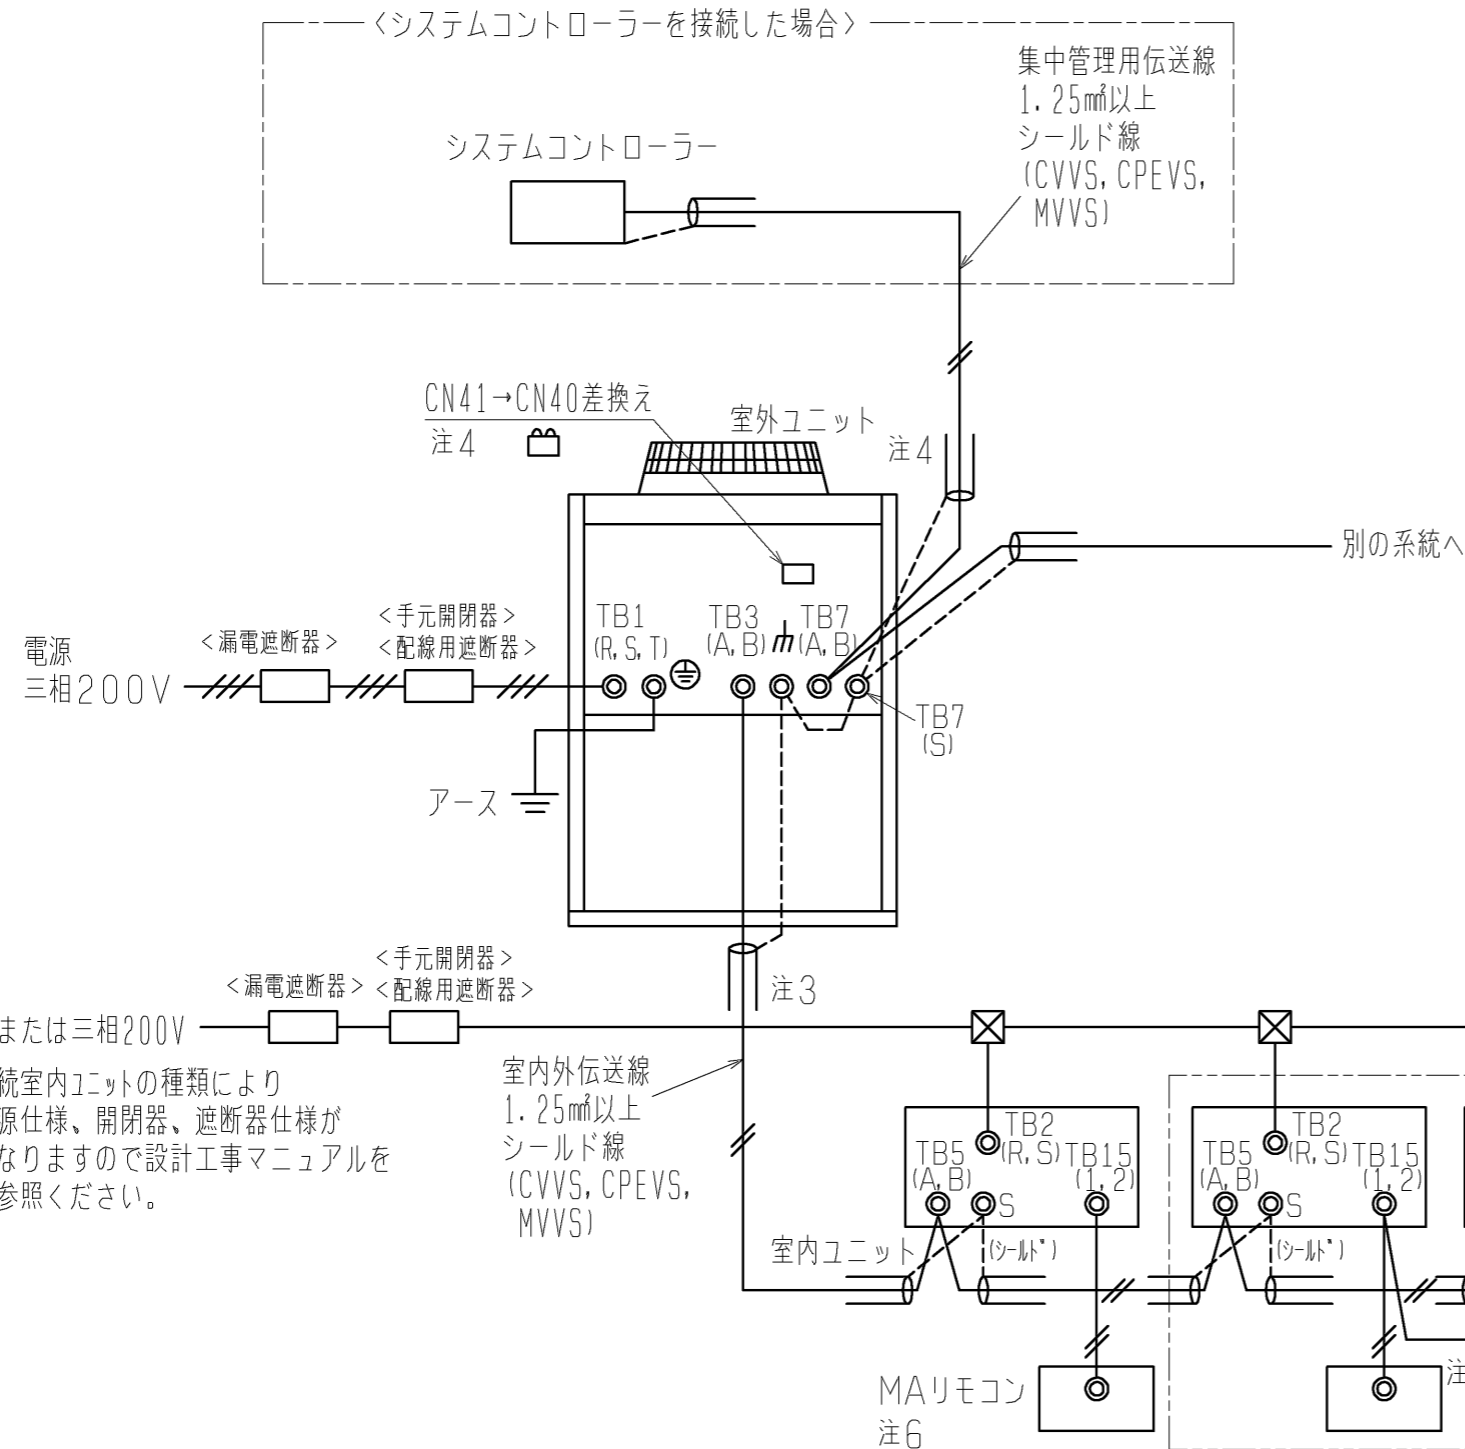 〈システムコントローラーを接続した場合〉
集中管理用伝送線
1.25㎟以上
シールド線
(CVVS, CPEVS,
MVVS)
システムコントローラー
CN41→CN40差換え
注4
室外ユニット
注4
別の系統へ
TB1
(R, S, T)
TB3
(A, B)
TB7
(A, B)
TB7
(S)
電源
三相200V
<漏電遮断器>
<手元開閉器>
<配線用遮断器>
アース
<漏電遮断器>
<手元開閉器>
<配線用遮断器>
注3
または三相200V
続室内ユニットの種類により
源仕様、開閉器、遮断器仕様が
なりますので設計工事マニュアルを
参照ください。
室内外伝送線
1.25㎟以上
シールド線
(CVVS, CPEVS,
MVVS)
TB2
(R, S)
TB5
(A, B)
TB15
(1, 2)
S
TB2
(R, S)
TB5
(A, B)
TB15
(1, 2)
S
室内ユニット
(シールド)
(シールド)
MAリモコン
注6
注